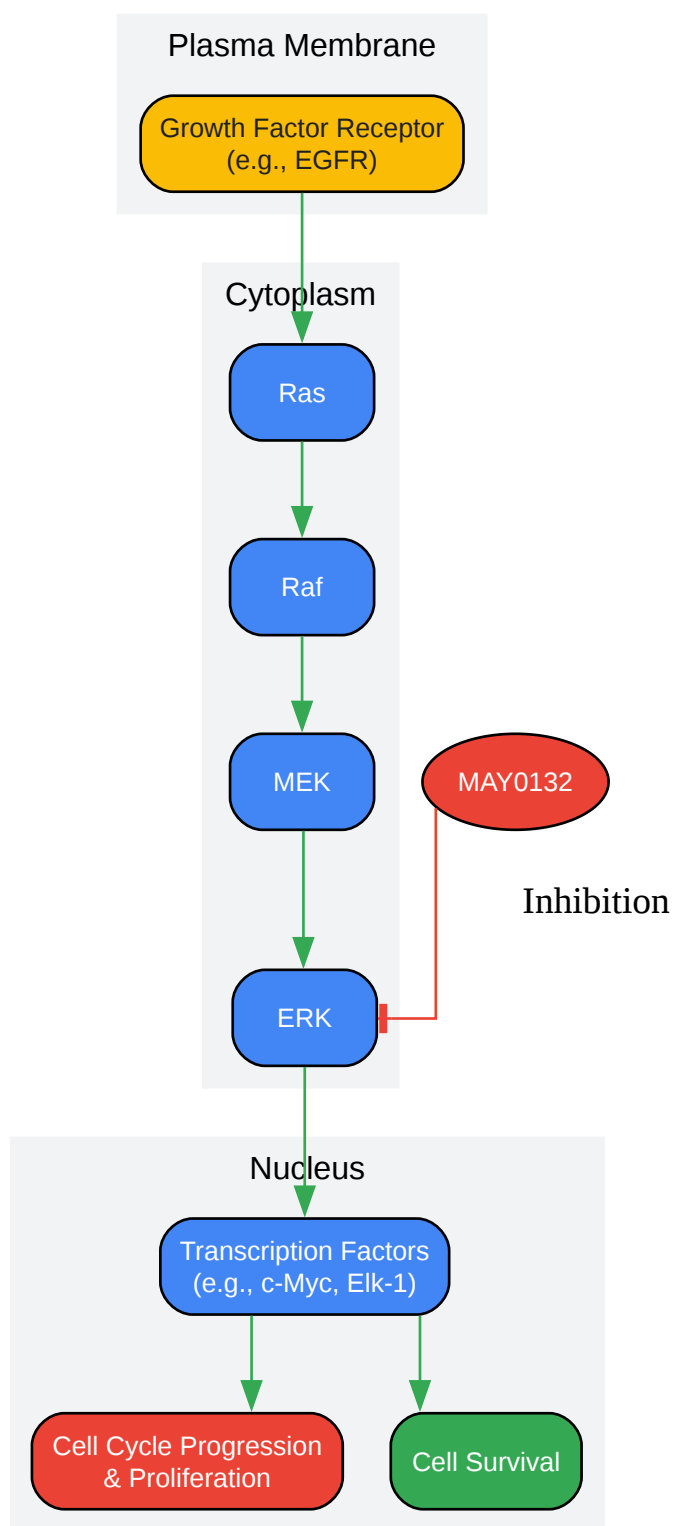 Plasma Membrane
Growth Factor Receptor
(e.g., EGFR)
Cytoplasm
Ras
Raf
MEK
MAY0132
Inhibition
ERK
Nucleus
Transcription Factors
(e.g., c-Myc, Elk-1)
Cell Cycle Progression
& Proliferation
Cell Survival